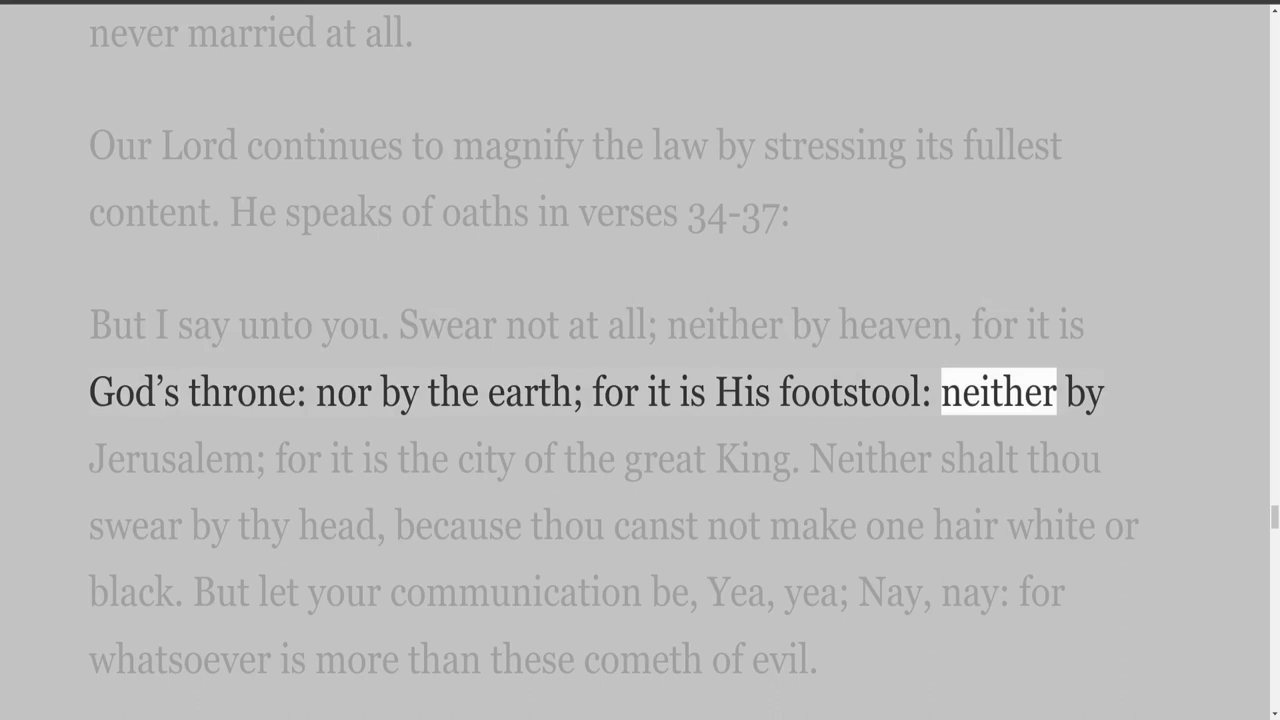 never married at all.
Our Lord continues to magnify the law by stressing its fullest
content. He speaks of oaths in verses 34-37:
But I say unto you. Swear not at all; neither by heaven, for it is
God’s throne: nor by the earth; for it is His footstool: neither by
Jerusalem; for it is the city of the great King. Neither shalt thou
swear by thy head, because thou canst not make one hair white or
black. But let your communication be, Yea, yea; Nay, nay: for
whatsoever is more than these cometh of evil.